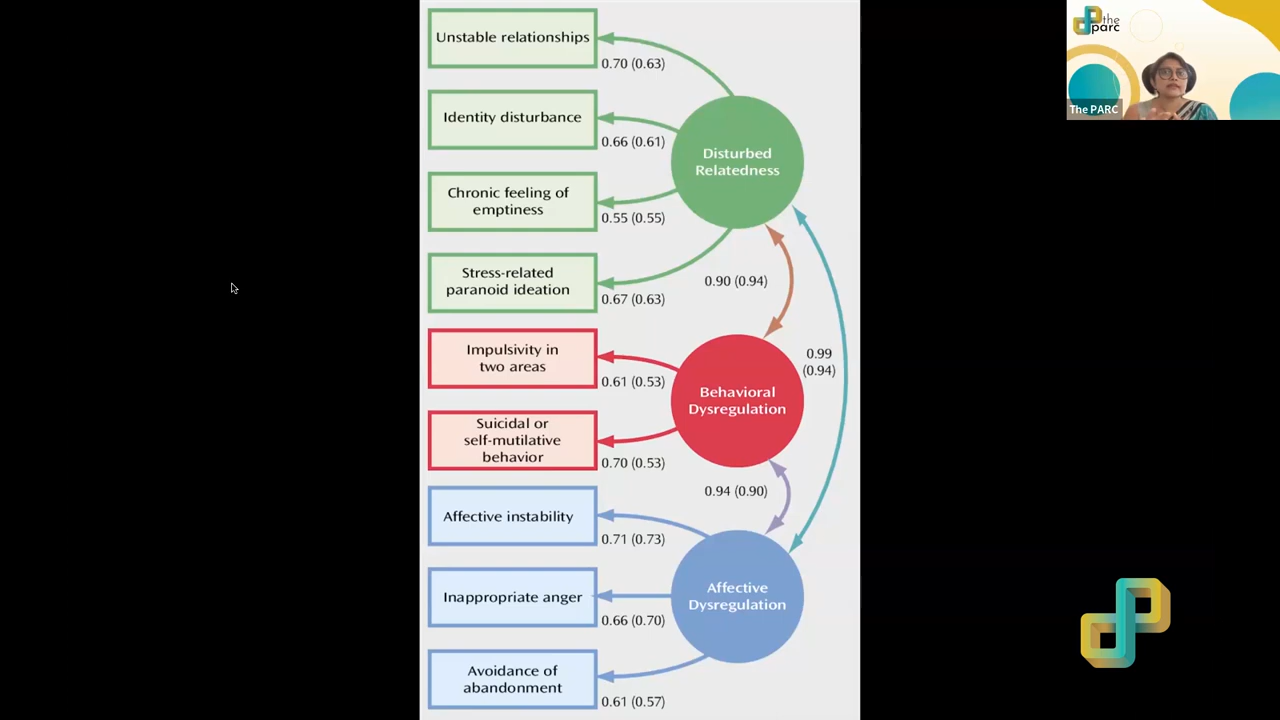 Unstable relationships
0.70 (0.63)
Identity disturbance
0.66 (0.61)
Chronic feeling of
emptiness
0.55 (0.55)
Stress-related
paranoid ideation
0.67 (0.63)
Disturbed
Relatedness
0.90 (0.94)
Impulsivity in
two areas
0.61 (0.53)
Suicidal or
self-mutilative
behavior
0.70 (0.53)
Behavioral
Dysregulation
0.99
(0.94)
0.94 (0.90)
Affective instability
0.71 (0.73)
Inappropriate anger
0.66 (0.70)
Avoidance of
abandonment
0.61 (0.57)
Affective
Dysregulation
the
parc
The PARC